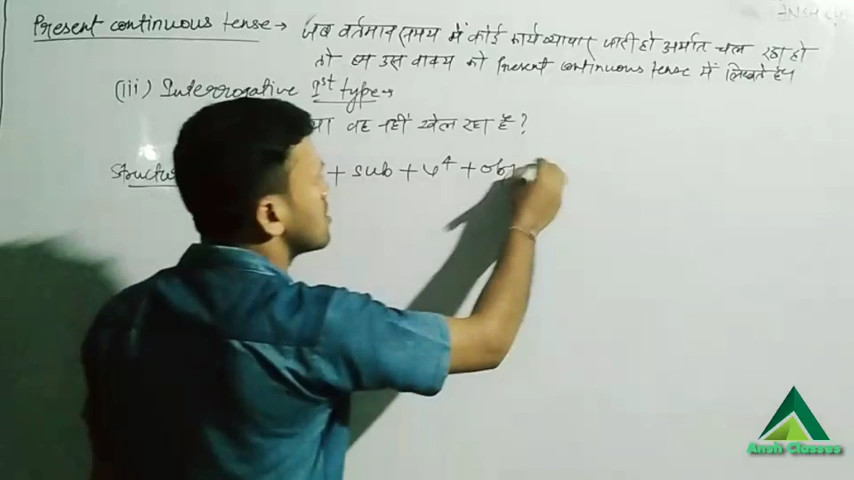 Present continuous tense → जब वर्तमान समय में कोई कार्य व्यापार जारी हो अर्थात चल रहा हो
तो हम उस वाक्य को Present continuous tense में लिखते हैं।
(iii) Interrogative Ist type→
वह नहीं खेल रहा है?
+ sub + v4 + obj
Ansh Classes